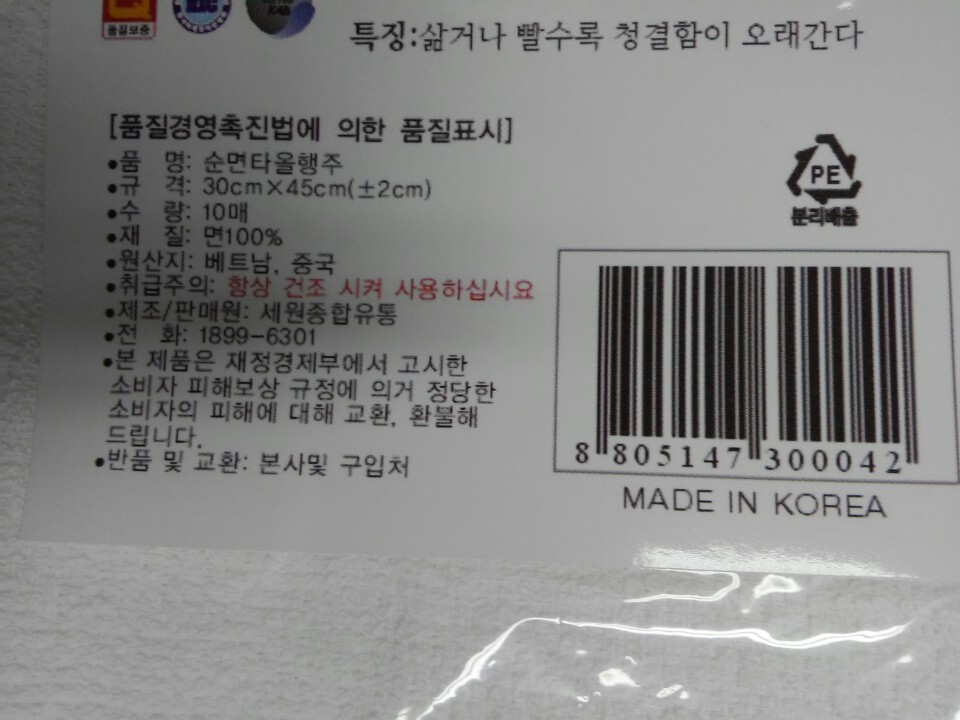 품질보증
특징:삶거나 빨수록 청결함이 오래간다
[품질경영촉진법에 의한 품질표시]
•품 명: 순면타올행주
•규 격: 30cm×45cm(±2cm)
•수 량: 10매
•재 질: 면100%
•원산지: 베트남, 중국
•취급주의: 항상 건조 시켜 사용하십시요
•제조/판매원: 세원종합유통
•전 화: 1899-6301
•본 제품은 재정경제부에서 고시한
소비자 피해보상 규정에 의거 정당한
소비자의 피해에 대해 교환, 환불해
드립니다.
•반품 및 교환: 본사및 구입처
PE
분리배출
8 805147 300042
MADE IN KOREA